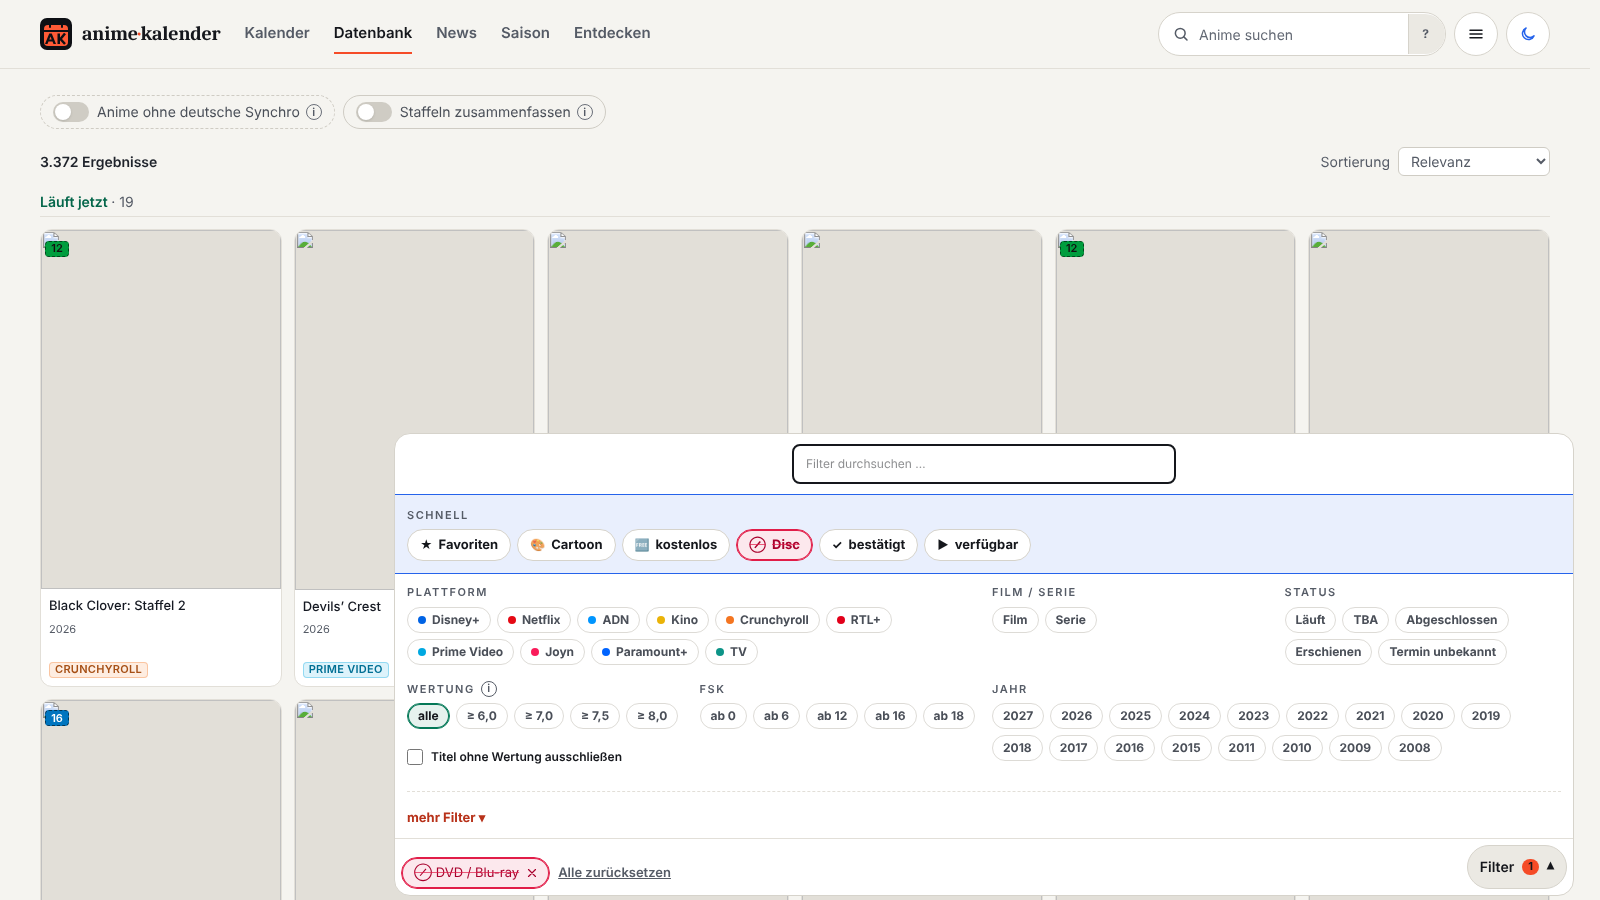 AK anime·kalender Kalender Datenbank News Saison Entdecken Anime suchen ?
Anime ohne deutsche Synchro i Staffeln zusammenfassen i
3.372 Ergebnisse Sortierung Relevanz
Läuft jetzt · 19
12 12
Filter durchsuchen ...
SCHNELL
★ Favoriten Cartoon kostenlos Disc ✓ bestätigt ▶ verfügbar
PLATTFORM FILM / SERIE STATUS
Disney+ Netflix ADN Kino Crunchyroll RTL+ Film Serie Läuft TBA Abgeschlossen
Prime Video Joyn Paramount+ TV Erschienen Termin unbekannt
Black Clover: Staffel 2 Devils’ Crest
2026 2026
CRUNCHYROLL PRIME VIDEO
WERTUNG i FSK JAHR
alle ≥ 6,0 ≥ 7,0 ≥ 7,5 ≥ 8,0 ab 0 ab 6 ab 12 ab 16 ab 18 2027 2026 2025 2024 2023 2022 2021 2020 2019
16
2018 2017 2016 2015 2011 2010 2009 2008
Titel ohne Wertung ausschließen
mehr Filter ▾
DVD / Blu-ray ✕ Alle zurücksetzen Filter 1 ▲